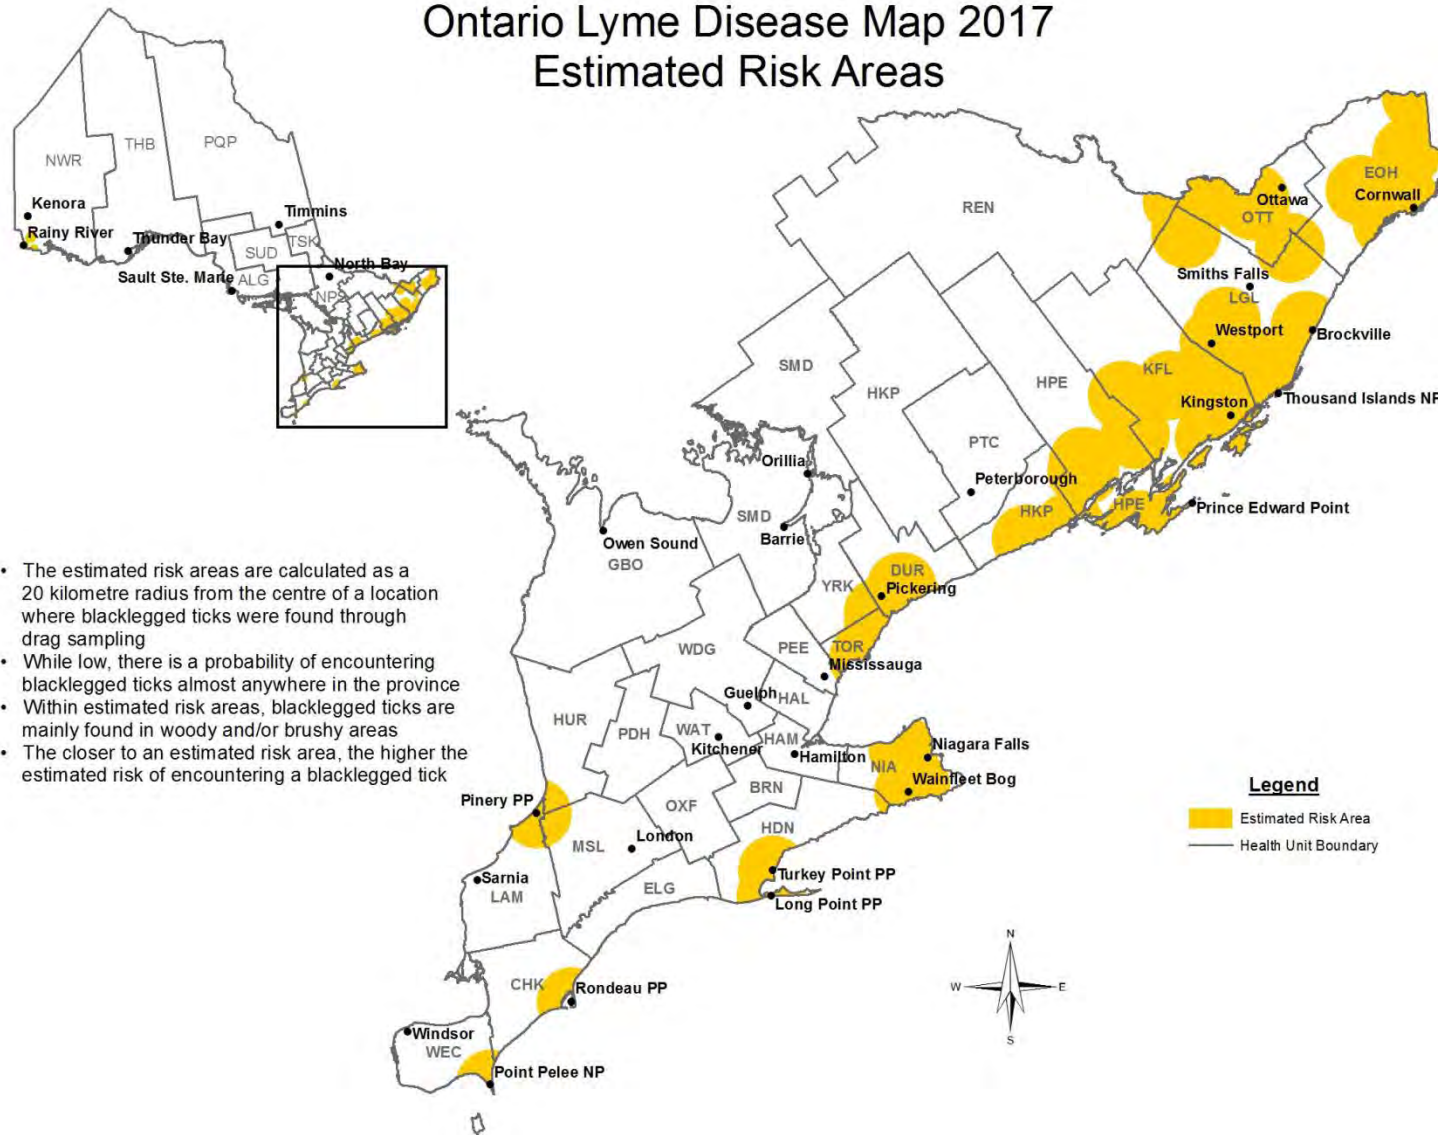 Ontario Lyme Disease Map 2017
Estimated Risk Areas
NWR
THB
PQP
Kenora
Rainy River
Thunder Bay
Timmins
SUD
TSK
Sault Ste. Marie
ALG
North Bay
NPS
REN
EOH
Cornwall
Ottawa
OTT
Smiths Falls
LGL
Westport
Brockville
KFL
Thousand Islands NP
Kingston
SMD
HKP
HPE
PTC
Peterborough
HKP
HPE
Prince Edward Point
Orillia
SMD
Barrie
Owen Sound
GBO
YRK
DUR
Pickering
WDG
PEE
TOR
Mississauga
Guelph
HAL
HUR
PDH
WAT
Kitchener
HAM
Hamilton
NIA
Niagara Falls
Wainfleet Bog
BRN
OXF
Pinery PP
MSL
London
HDN
Turkey Point PP
Long Point PP
Sarnia
LAM
ELG
CHK
Rondeau PP
Windsor
WEC
Point Pelee NP
• The estimated risk areas are calculated as a
20 kilometre radius from the centre of a location
where blacklegged ticks were found through
drag sampling
• While low, there is a probability of encountering
blacklegged ticks almost anywhere in the province
• Within estimated risk areas, blacklegged ticks are
mainly found in woody and/or brushy areas
• The closer to an estimated risk area, the higher the
estimated risk of encountering a blacklegged tick
Legend
Estimated Risk Area
Health Unit Boundary
N
W
E
S